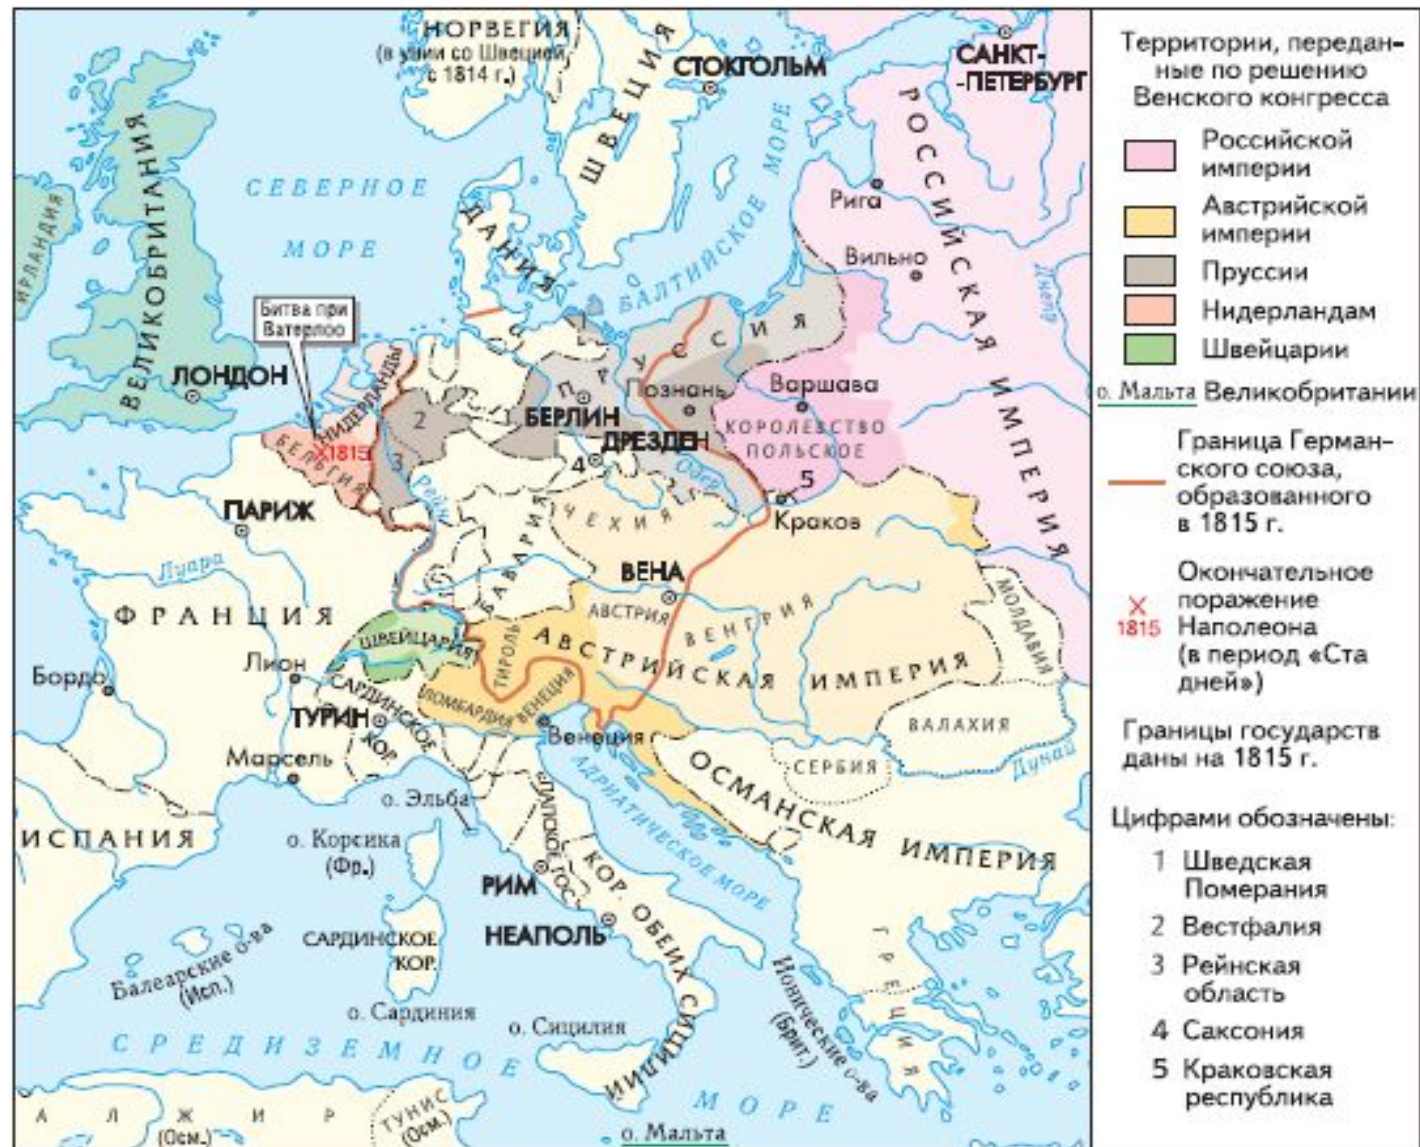 НОРВЕГИЯ
(в унии со Швецией
с 1814 г.)
ШВЕЦИЯ
СТОКГОЛЬМ
САНКТ-
-ПЕТЕРБУРГ
РОССИЙСКАЯ ИМПЕРИЯ
ВЕЛИКОБРИТАНИЯ
ИРЛАНДИЯ
СЕВЕРНОЕ
МОРЕ
ДАНИЯ
БАЛТИЙСКОЕ МОРЕ
Рига
Вильно
Днепр
Битва при
Ватерлоо
ЛОНДОН
НИДЕРЛАНДЫ
БЕЛЬГИЯ
1815
1
2
3
Рейн
ПРУССИЯ
БЕРЛИН
Познань
Варшава
КОРОЛЕВСТВО
ПОЛЬСКОЕ
ДРЕЗДЕН
4
Одер
5
Краков
ПАРИЖ
Луара
ФРАНЦИЯ
ЧЕХИЯ
БАВАРИЯ
ВЕНА
АВСТРИЯ
ВЕНГРИЯ
АВСТРИЙСКАЯ ИМПЕРИЯ
МОЛДАВИЯ
ШВЕЙЦАРИЯ
ТИРОЛЬ
Лион
Бордо
САРДИНСКОЕ
КОР.
ЛОМБАРДИЯ
ВЕНЕЦИЯ
ТУРИН
Венеция
ВАЛАХИЯ
Марсель
СЕРБИЯ
Дунай
о. Эльба
АДРИАТИЧЕСКОЕ МОРЕ
ОСМАНСКАЯ ИМПЕРИЯ
ИСПАНИЯ
о. Корсика
(Фр.)
ПАПСКОЕ ГОС.
РИМ
КОР. ОБЕИХ СИЦИЛИЙ
НЕАПОЛЬ
САРДИНСКОЕ
КОР.
Балеарские о-ва
(Исп.)
о. Сардиния
о. Сицилия
Ионические о-ва
(Брит.)
ГРЕЦИЯ
СРЕДИЗЕМНОЕ
МОРЕ
АЛЖИР
(Осм.)
ТУНИС
(Осм.)
о. Мальта
Территории, передан-
ные по решению
Венского конгресса
Российской
империи
Австрийской
империи
Пруссии
Нидерландам
Швейцарии
о. Мальта Великобритании
Граница Герман-
ского союза,
образованного
в 1815 г.
1815
Окончательное
поражение
Наполеона
(в период «Ста
дней»)
Границы государств
даны на 1815 г.
Цифрами обозначены:
1 Шведская
Померания
2 Вестфалия
3 Рейнская
область
4 Саксония
5 Краковская
республика